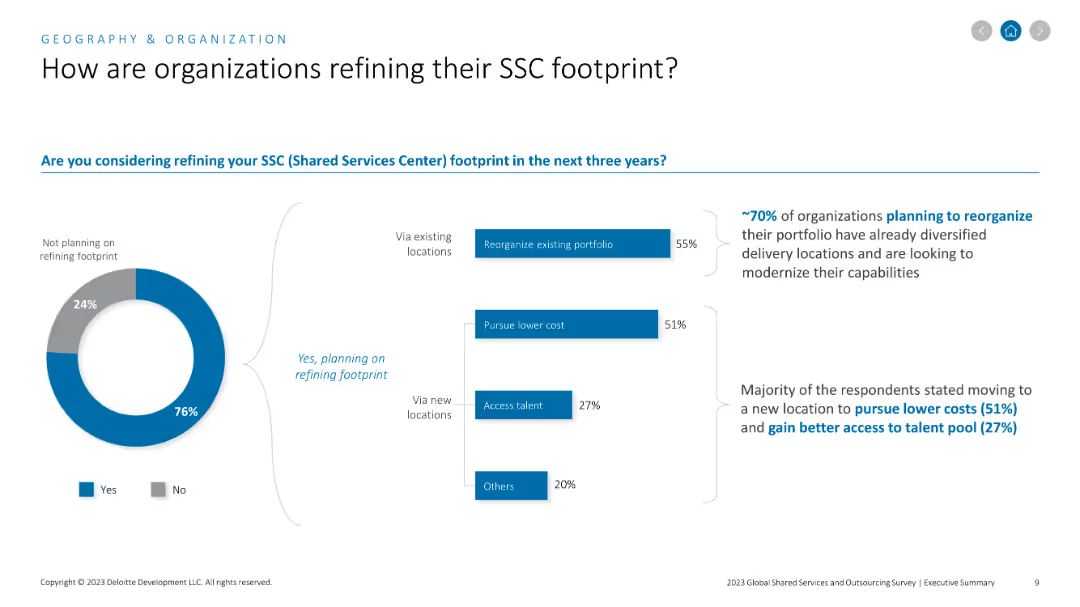 GEOGRAPHY & ORGANIZATION
How are organizations refining their SSC footprint?
Are you considering refining your SSC (Shared Services Center) footprint in the next three years?
Not planning on
refining footprint
24%
76%
Yes
No
Yes, planning on
refining footprint
Via existing
locations
Reorganize existing portfolio
55%
Via new
locations
Pursue lower cost
51%
Access talent
27%
Others
20%
~70% of organizations planning to reorganize
their portfolio have already diversified
delivery locations and are looking to
modernize their capabilities
Majority of the respondents stated moving to
a new location to pursue lower costs (51%)
and gain better access to talent pool (27%)
Copyright © 2023 Deloitte Development LLC. All rights reserved.
2023 Global Shared Services and Outsourcing Survey | Executive Summary
9